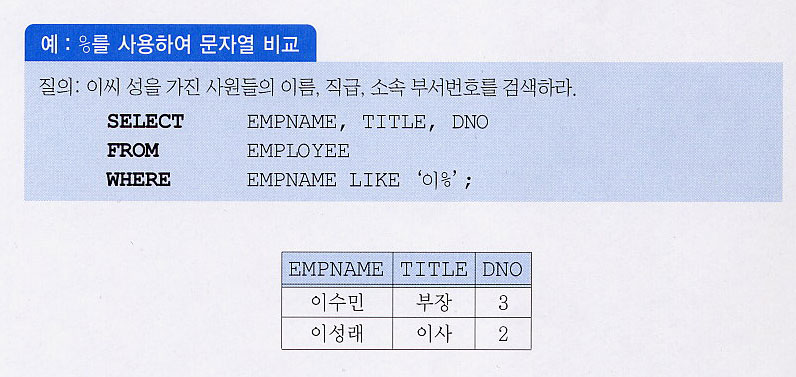 예 : %를 사용하여 문자열 비교
질의: 이씨 성을 가진 사원들의 이름, 직급, 소속 부서번호를 검색하라.
SELECT EMPNAME, TITLE, DNO
FROM EMPLOYEE
WHERE EMPNAME LIKE ‘이%’;
EMPNAME TITLE DNO
이수민 부장 3
이성래 이사 2